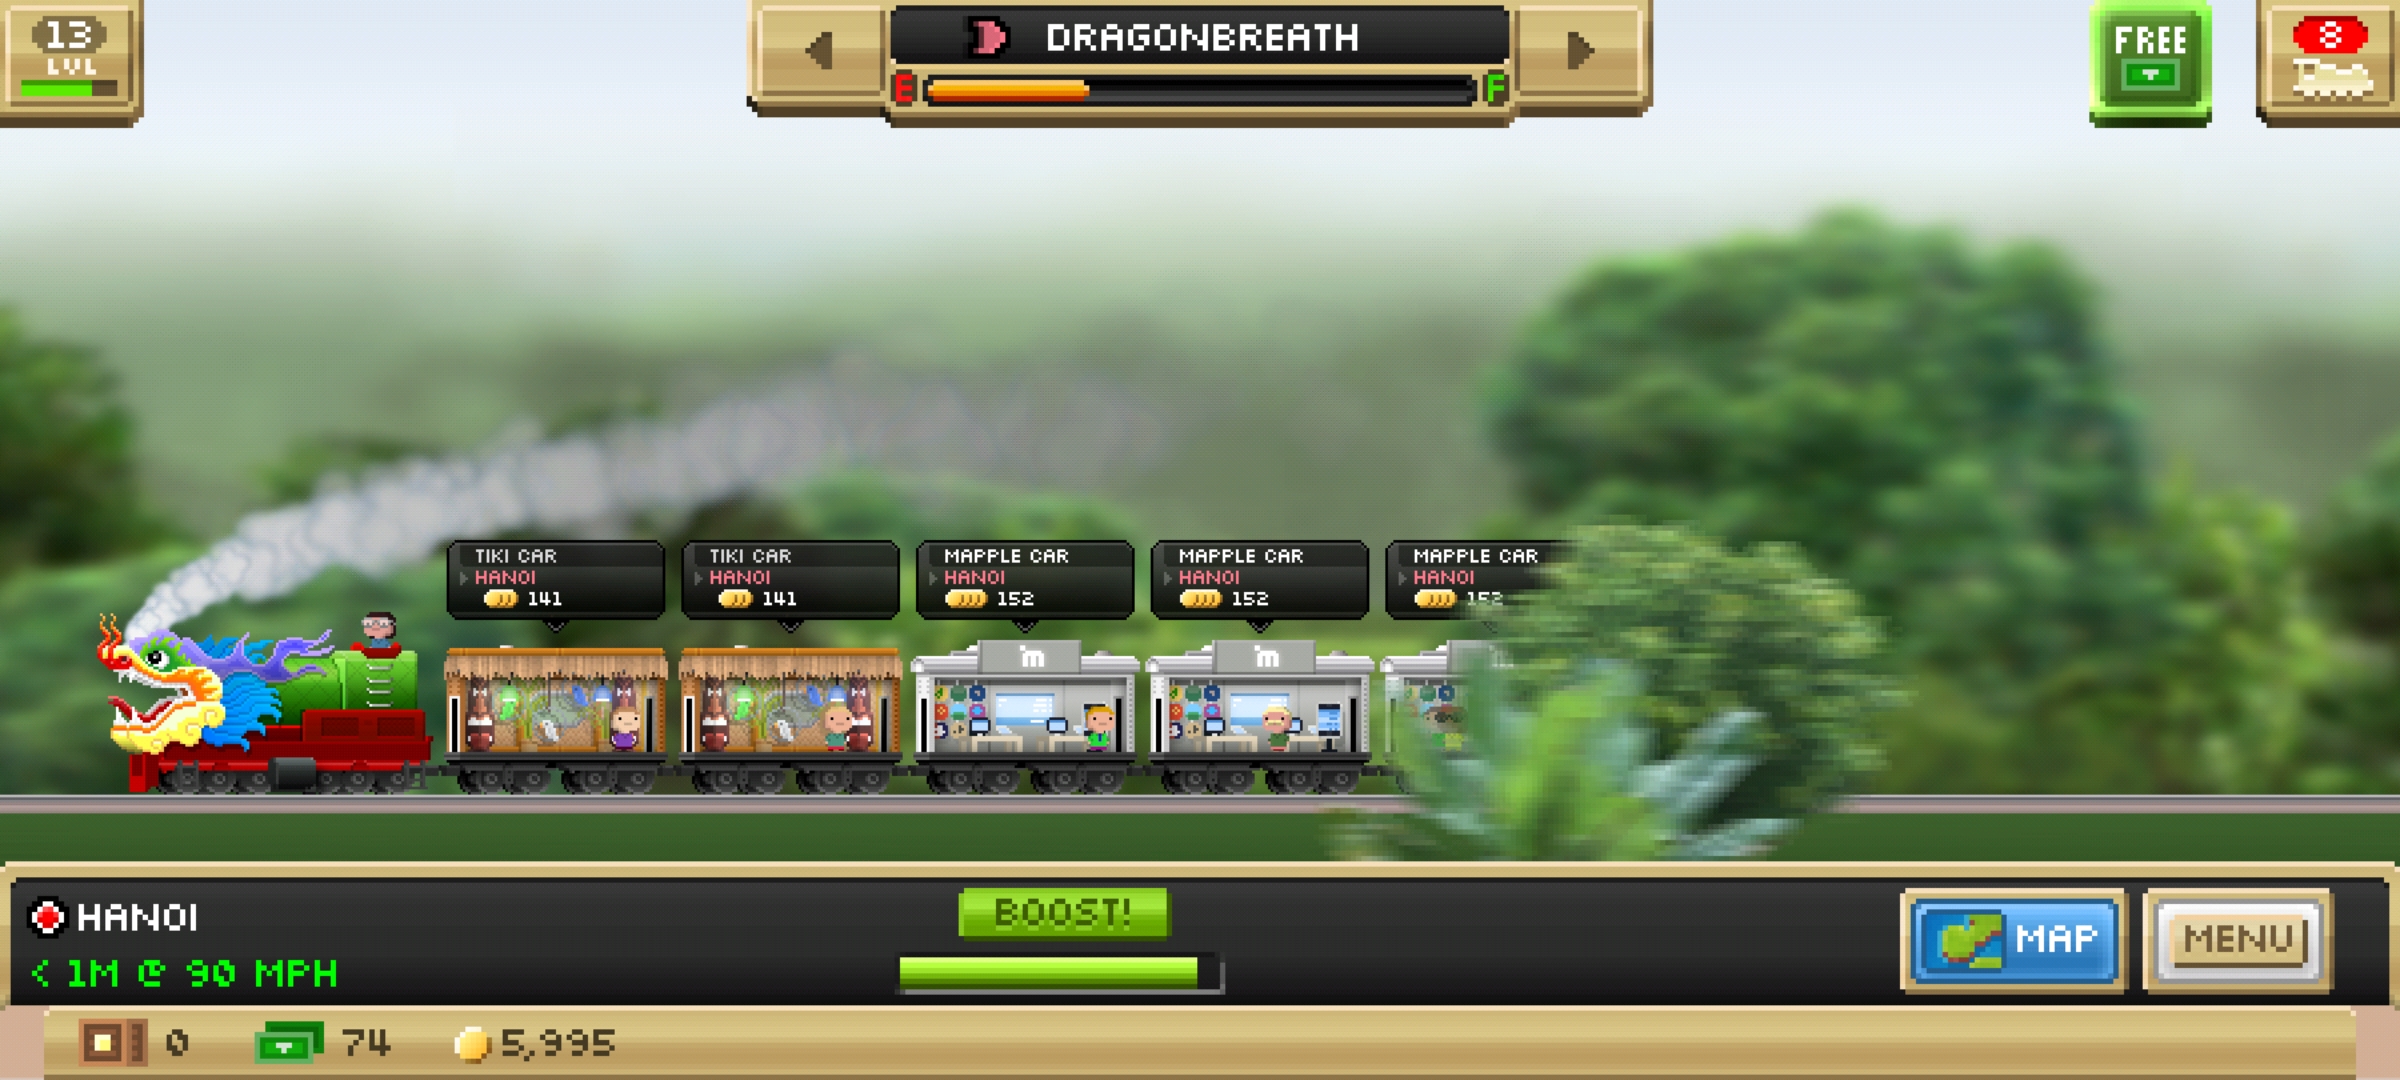 13
LVL
DRAGONBREATH
E
F
FREE
8
TIKI CAR
HANOI
141
TIKI CAR
HANOI
141
MAPPLE CAR
HANOI
152
MAPPLE CAR
HANOI
152
MAPPLE CAR
HANOI
152
m
m
HANOI
< 1M @ 90 MPH
BOOST!
MAP
MENU
0
74
5,995